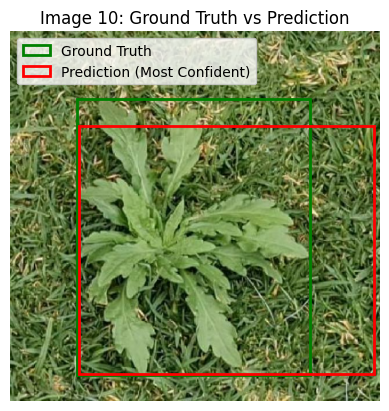 Image 10: Ground Truth vs Prediction
Ground Truth
Prediction (Most Confident)